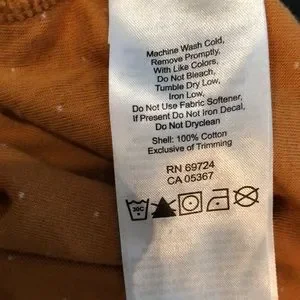 Machine Wash Cold,
Remove Promptly,
With Like Colors,
Do Not Bleach,
Tumble Dry Low,
Iron Low,
Do Not Use Fabric Softener,
If Present Do Not Iron Decal,
Do Not Dryclean
Shell: 100% Cotton
Exclusive of Trimming
RN 69724
CA 05367
30C